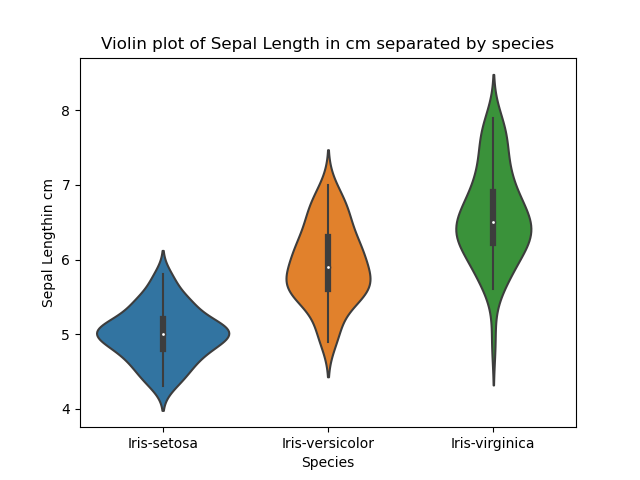 Violin plot of Sepal Length in cm separated by species
8
7
6
5
4
Sepal Lengthin cm
Iris-setosa
Iris-versicolor
Iris-virginica
Species